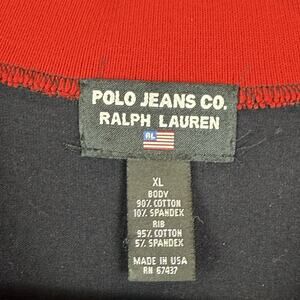 POLO JEANS CO.
RALPH LAUREN
RL
XL
BODY
90% COTTON
10% SPANDEX
RIB
95% COTTON
5% SPANDEX
MADE IN USA
RN 67437